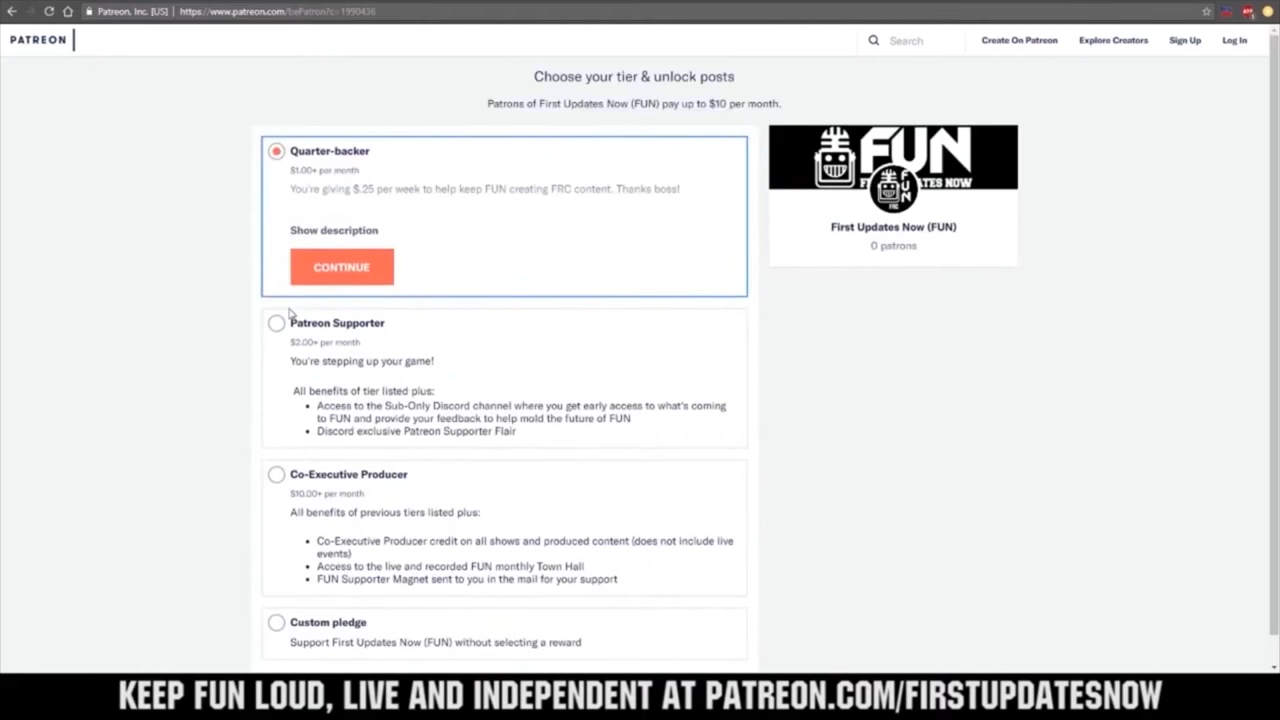 Patreon, Inc. [US] | https://www.patreon.com/bePatron?c=1990436
PATREON
Search
Create On Patreon
Explore Creators
Sign Up
Log In
Choose your tier & unlock posts
Patrons of First Updates Now (FUN) pay up to $10 per month.
Quarter-backer
$1.00+ per month
You're giving $.25 per week to help keep FUN creating FRC content. Thanks boss!
Show description
CONTINUE
FUN
First Updates Now (FUN)
0 patrons
Patreon Supporter
$2.00+ per month
You're stepping up your game!
All benefits of tier listed plus:
• Access to the Sub-Only Discord channel where you get early access to what's coming
to FUN and provide your feedback to help mold the future of FUN
• Discord exclusive Patreon Supporter Flair
Co-Executive Producer
$10.00+ per month
All benefits of previous tiers listed plus:
• Co-Executive Producer credit on all shows and produced content (does not include live
events)
• Access to the live and recorded FUN monthly Town Hall
• FUN Supporter Magnet sent to you in the mail for your support
Custom pledge
Support First Updates Now (FUN) without selecting a reward
KEEP FUN LOUD, LIVE AND INDEPENDENT AT PATREON.COM/FIRSTUPDATESNOW